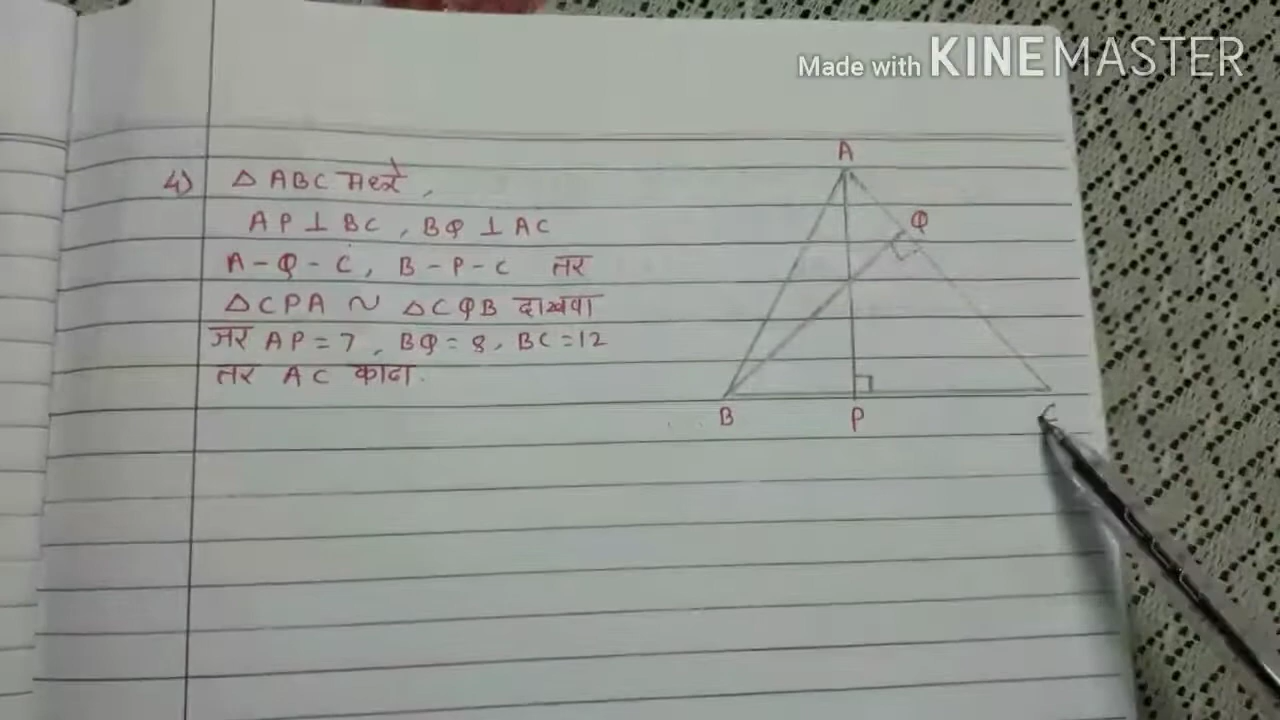 Made with KINEMASTER
4) △ ABC मध्ये,
AP ⊥ BC, BQ ⊥ AC
A - Q - C, B - P - C तर
△CPA ~ △CQB दाखवा
जर AP = 7, BQ = 8, BC = 12
तर AC काढा.
A
Q
B P C